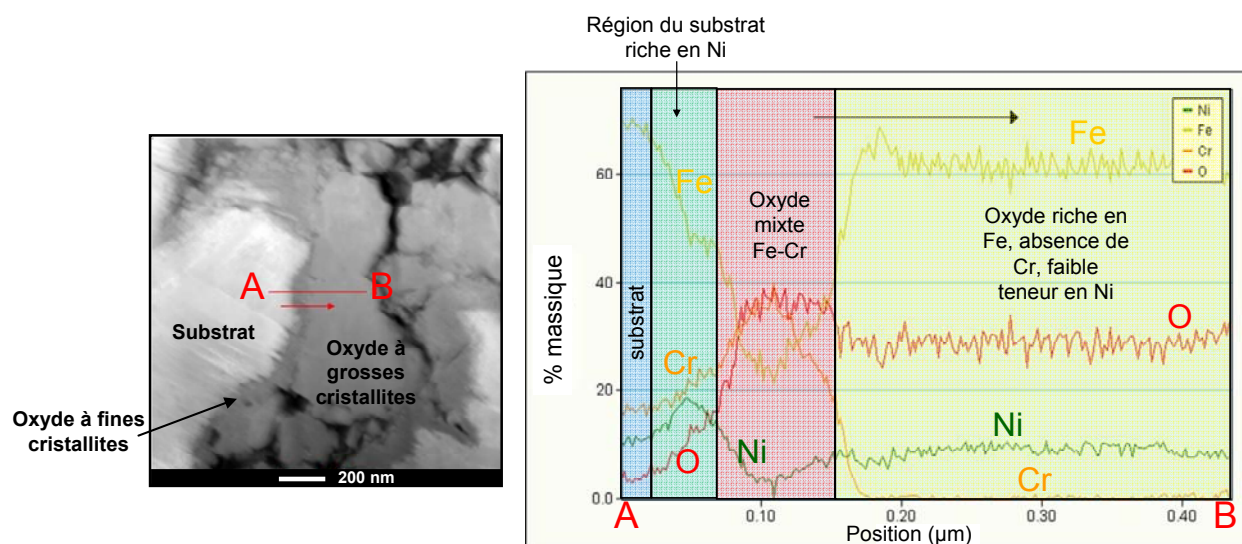 A
B
Substrat
Oxyde à
grosses
cristallites
Oxyde à fines
cristallites
200 nm
Région du substrat
riche en Ni
Ni
Fe
Cr
O
Fe
Fe
Oxyde
mixte
Fe-Cr
Oxyde riche en
Fe, absence de
Cr, faible
teneur en Ni
substrat
Cr
O
Ni
O
Ni
Cr
% massique
60
40
20
0.0
A
0.10
0.20
0.30
0.40
B
Position (µm)